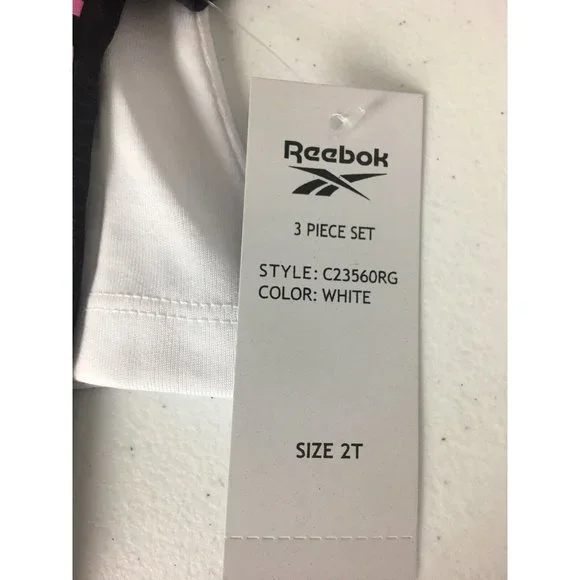 Reebok
3 PIECE SET
STYLE: C23560RG
COLOR: WHITE
SIZE 2T